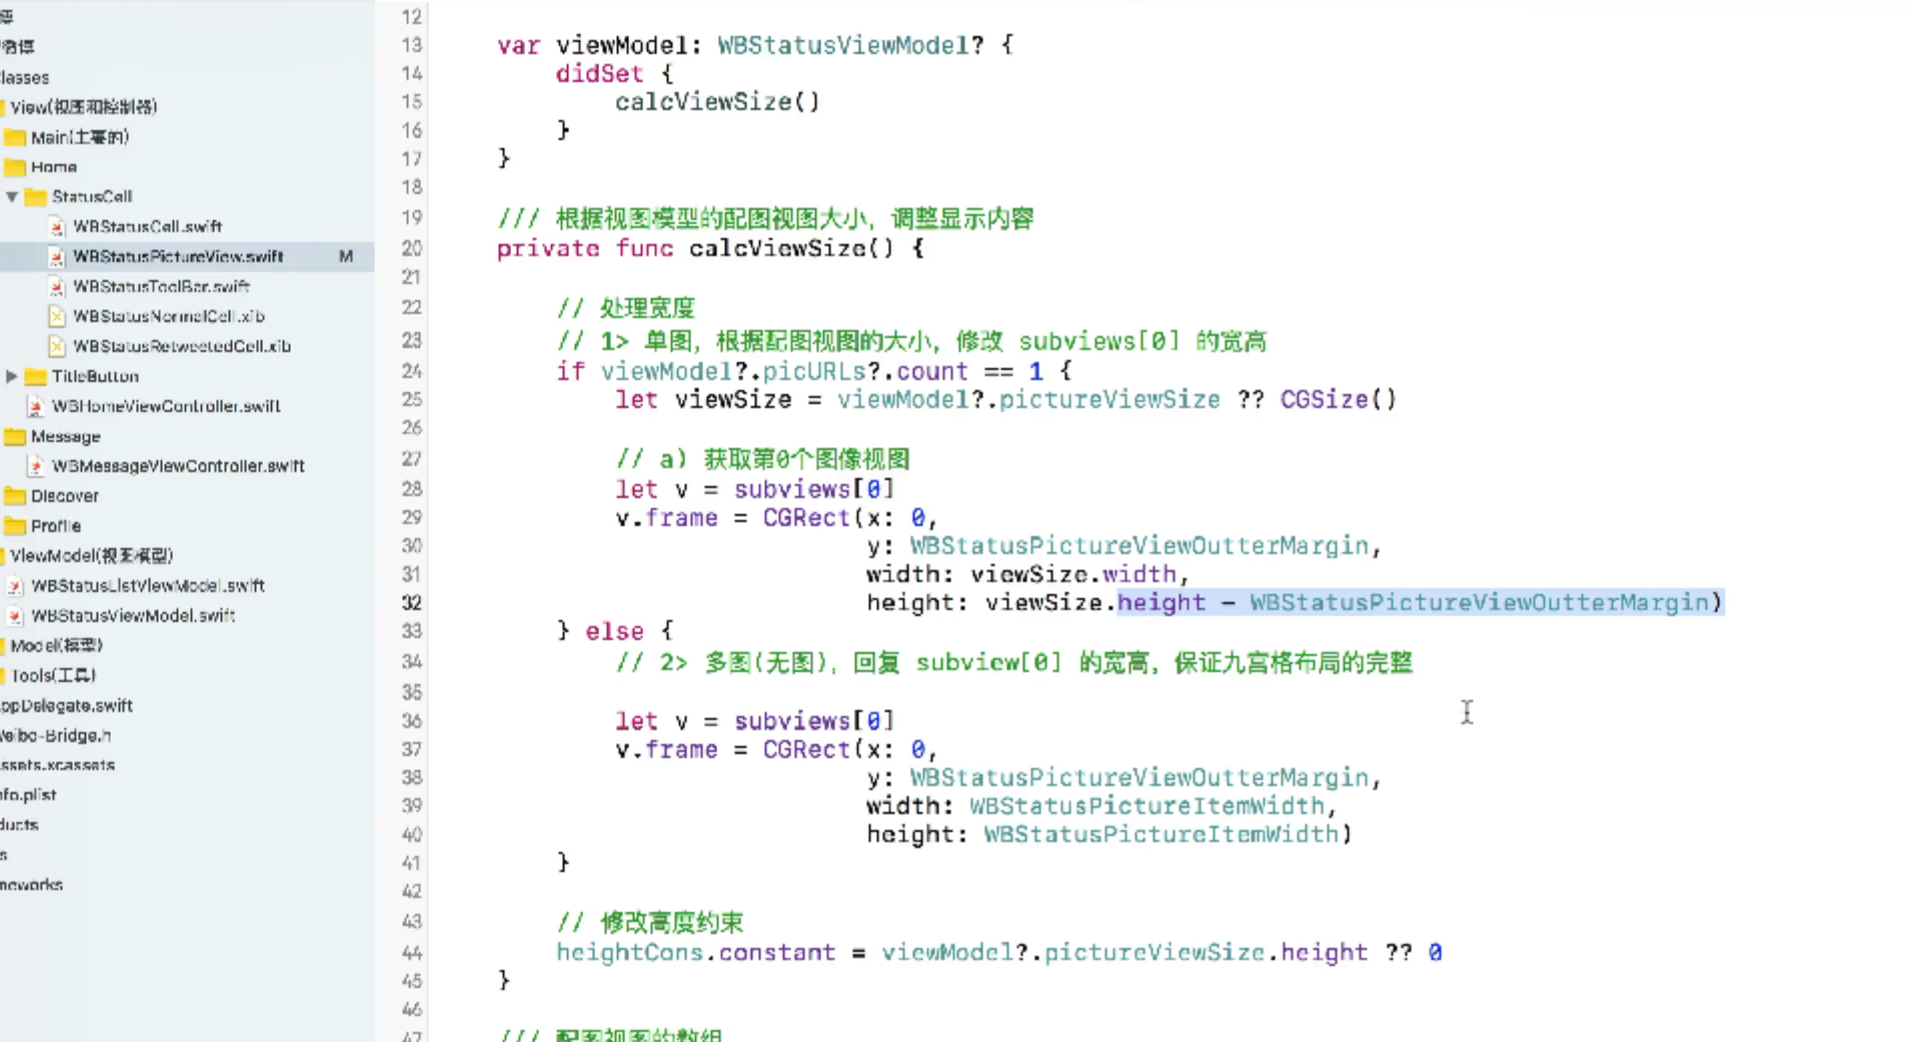 lasses
View(视图和控制器)
Main(主要的)
Home
StatusCell
WBStatusCell.swift
WBStatusPictureView.swift M
WBStatusToolBar.swift
WBStatusNormalCell.xib
WBStatusRetweetedCell.xib
TitleButton
WBHomeViewController.swift
Message
WBMessageViewController.swift
Discover
Profile
ViewModel(视图模型)
WBStatusListViewModel.swift
WBStatusViewModel.swift
Model(模型)
Tools(工具)
ppDelegate.swift
Weibo-Bridge.h
ssets.xcassets
nfo.plist
ducts
s
meworks
12
13 var viewModel: WBStatusViewModel? {
14 didSet {
15 calcViewSize()
16 }
17 }
18
19 /// 根据视图模型的配图视图大小，调整显示内容
20 private func calcViewSize() {
21
22 // 处理宽度
23 // 1> 单图，根据配图视图的大小，修改 subviews[0] 的宽高
24 if viewModel?.picURLs?.count == 1 {
25 let viewSize = viewModel?.pictureViewSize ?? CGSize()
26
27 // a) 获取第0个图像视图
28 let v = subviews[0]
29 v.frame = CGRect(x: 0,
30 y: WBStatusPictureViewOutterMargin,
31 width: viewSize.width,
32 height: viewSize.height - WBStatusPictureViewOutterMargin)
33 } else {
34 // 2> 多图(无图)，回复 subview[0] 的宽高，保证九宫格布局的完整
35
36 let v = subviews[0]
37 v.frame = CGRect(x: 0,
38 y: WBStatusPictureViewOutterMargin,
39 width: WBStatusPictureItemWidth,
40 height: WBStatusPictureItemWidth)
41 }
42
43 // 修改高度约束
44 heightCons.constant = viewModel?.pictureViewSize.height ?? 0
45 }
46
47 /// 配图视图的数组